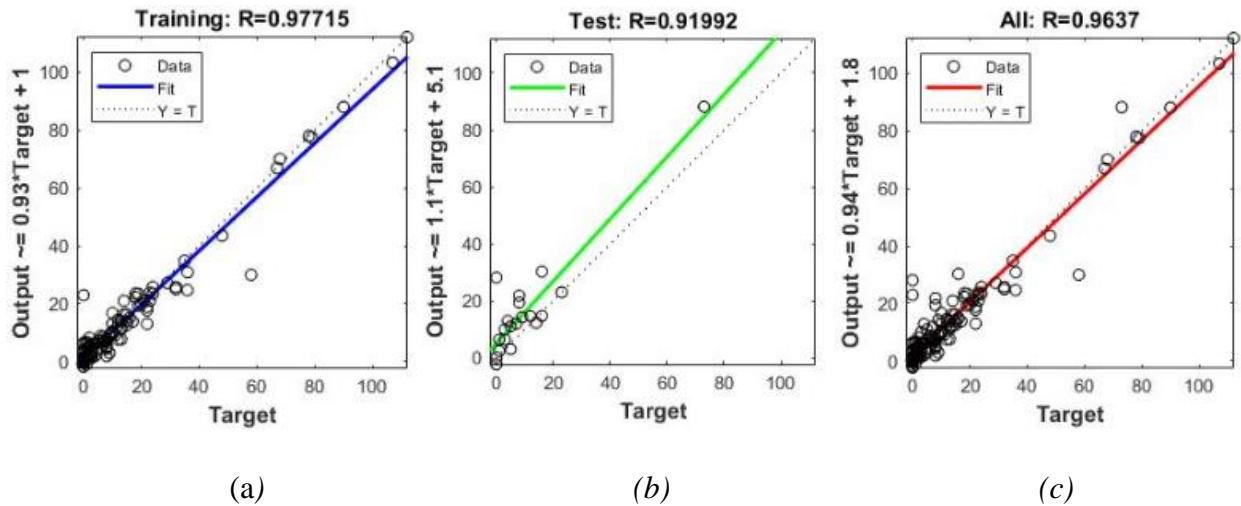 Training: R=0.97715
Output ~= 0.93*Target + 1
100
80
60
40
20
0
Data
Fit
Y = T
0 20 40 60 80 100
Target
(a)
Test: R=0.91992
Output ~= 1.1*Target + 5.1
100
80
60
40
20
0
Data
Fit
Y = T
0 20 40 60 80 100
Target
(b)
All: R=0.9637
Output ~= 0.94*Target + 1.8
100
80
60
40
20
0
Data
Fit
Y = T
0 20 40 60 80 100
Target
(c)